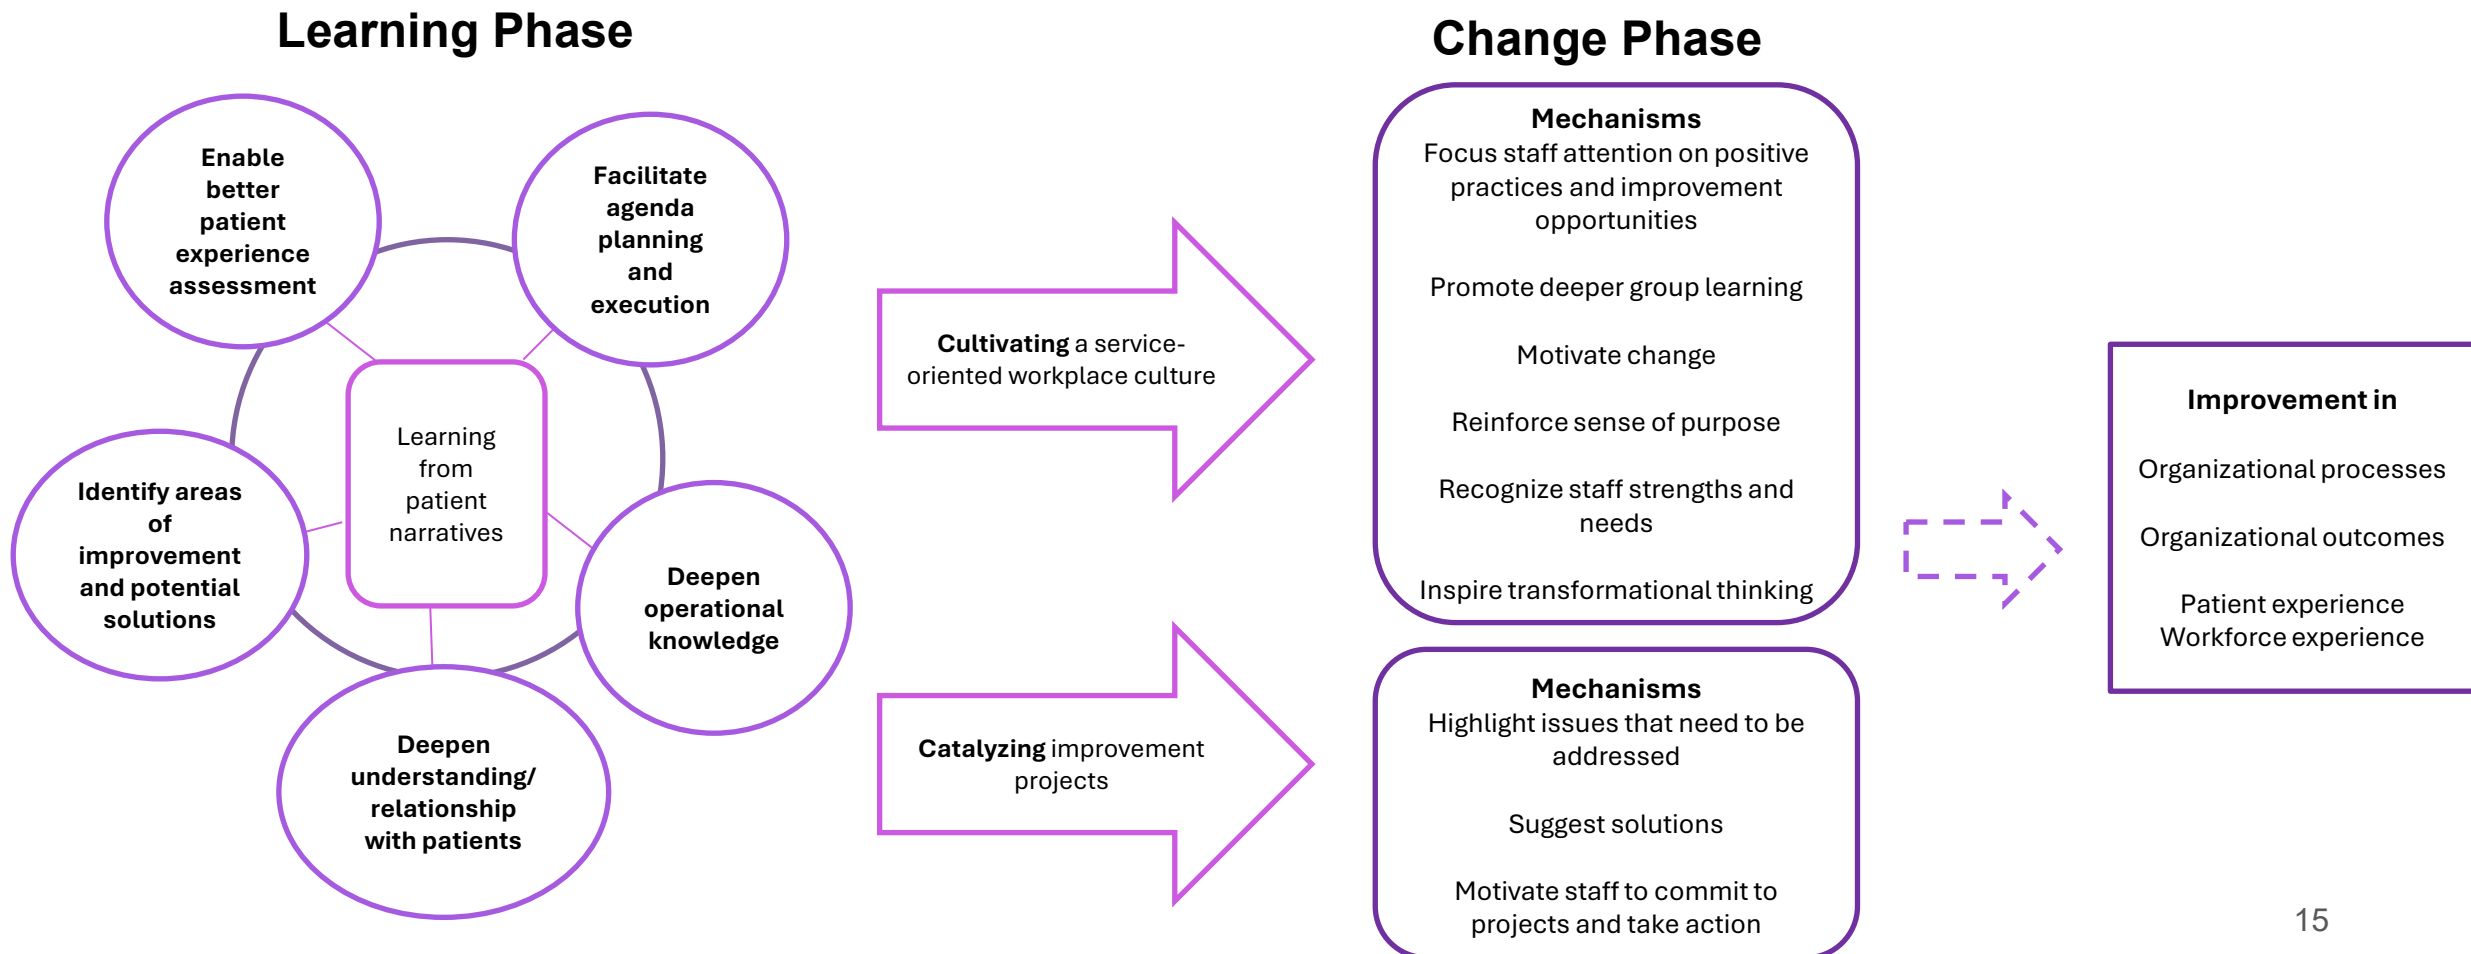 Learning Phase
Enable
better
patient
experience
assessment
Facilitate
agenda
planning
and
execution
Learning
from
patient
narratives
Identify areas
of
improvement
and potential
solutions
Deepen
operational
knowledge
Deepen
understanding/
relationship
with patients
Cultivating a service-
oriented workplace culture
Catalyzing improvement
projects
Change Phase
Mechanisms
Focus staff attention on positive
practices and improvement
opportunities
Promote deeper group learning
Motivate change
Reinforce sense of purpose
Recognize staff strengths and
needs
Inspire transformational thinking
Mechanisms
Highlight issues that need to be
addressed
Suggest solutions
Motivate staff to commit to
projects and take action
Improvement in
Organizational processes
Organizational outcomes
Patient experience
Workforce experience
15